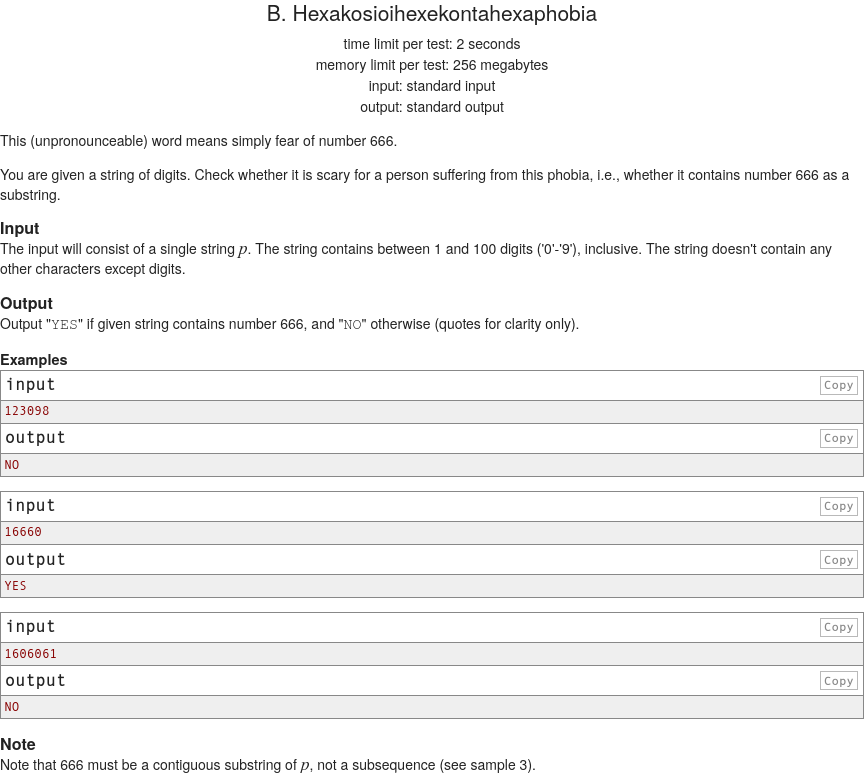 B. Hexakosioihexekontahexaphobia
time limit per test: 2 seconds
memory limit per test: 256 megabytes
input: standard input
output: standard output
This (unpronounceable) word means simply fear of number 666.
You are given a string of digits. Check whether it is scary for a person suffering from this phobia, i.e., whether it contains number 666 as a
substring.
Input
The input will consist of a single string p. The string contains between 1 and 100 digits ('0'-'9'), inclusive. The string doesn't contain any
other characters except digits.
Output
Output "YES" if given string contains number 666, and "NO" otherwise (quotes for clarity only).
Examples
input Copy
123098
output Copy
NO
input Copy
16660
output Copy
YES
input Copy
1606061
output Copy
NO
Note
Note that 666 must be a contiguous substring of p, not a subsequence (see sample 3).